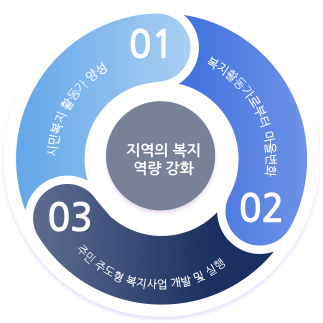 01
시민복지 활동가 양성
02
복지활동가로부터 마을변화
03
주민 주도형 복지사업 개발 및 실행
지역의 복지
역량 강화